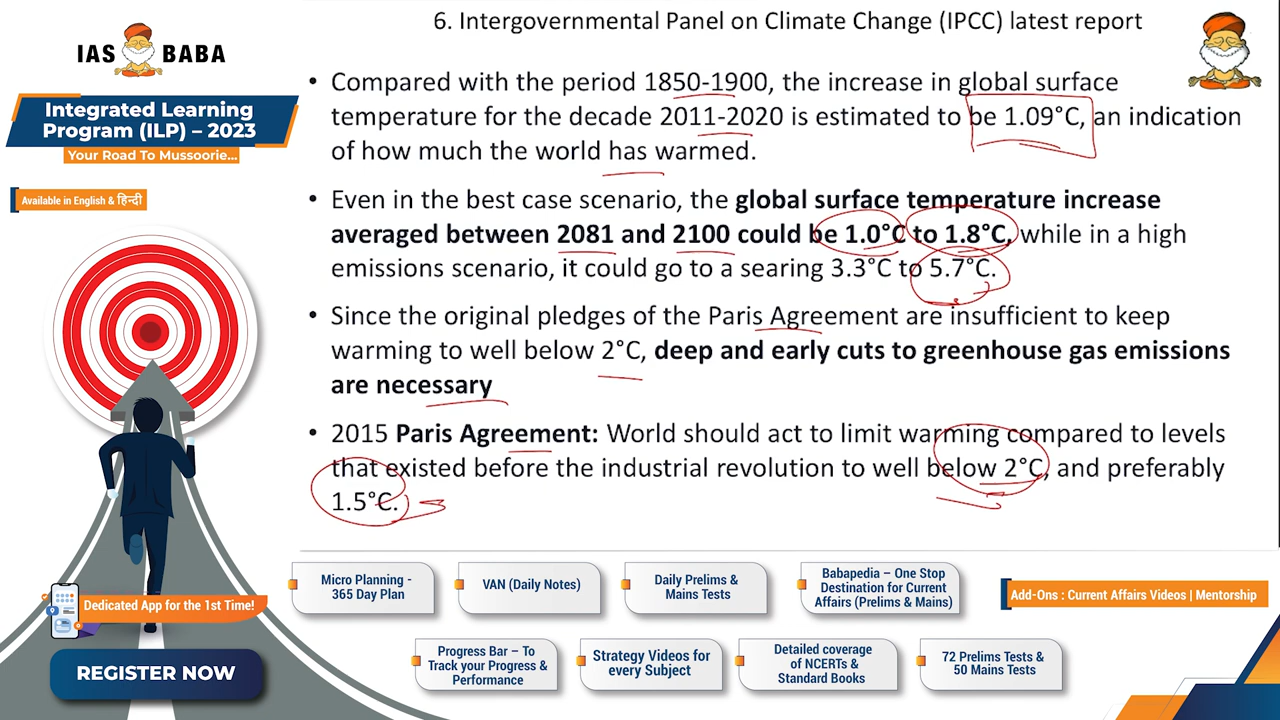 6. Intergovernmental Panel on Climate Change (IPCC) latest report
IAS BABA
Integrated Learning
Program (ILP) – 2023
Your Road To Mussoorie...
Available in English & हिन्दी
• Compared with the period 1850-1900, the increase in global surface
temperature for the decade 2011-2020 is estimated to be 1.09°C, an indication
of how much the world has warmed.
• Even in the best case scenario, the global surface temperature increase
averaged between 2081 and 2100 could be 1.0°C to 1.8°C, while in a high
emissions scenario, it could go to a searing 3.3°C to 5.7°C.
• Since the original pledges of the Paris Agreement are insufficient to keep
warming to well below 2°C, deep and early cuts to greenhouse gas emissions
are necessary
• 2015 Paris Agreement: World should act to limit warming compared to levels
that existed before the industrial revolution to well below 2°C, and preferably
1.5°C.
Dedicated App for the 1st Time!
REGISTER NOW
Micro Planning -
365 Day Plan
VAN (Daily Notes)
Daily Prelims &
Mains Tests
Babapedia – One Stop
Destination for Current
Affairs (Prelims & Mains)
Add-Ons : Current Affairs Videos | Mentorship
Progress Bar – To
Track your Progress &
Performance
Strategy Videos for
every Subject
Detailed coverage
of NCERTs &
Standard Books
72 Prelims Tests &
50 Mains Tests